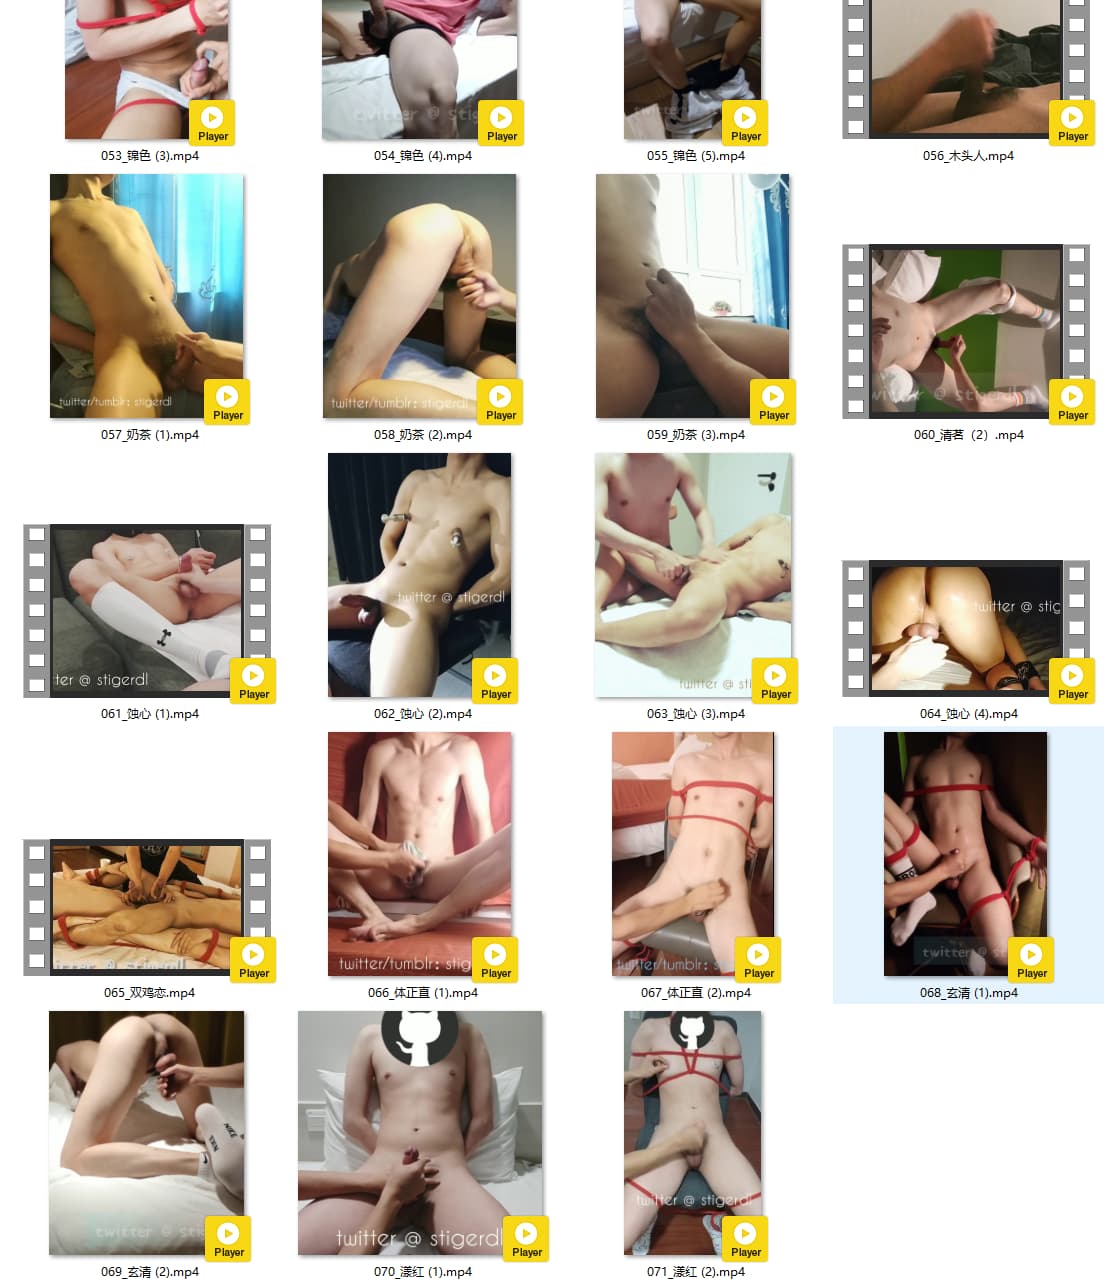 Player
Player
Player
Player
053_锦色 (3).mp4
054_锦色 (4).mp4
055_锦色 (5).mp4
056_木头人.mp4
twitter/tumblr: stigerdl
twitter/tumblr: stigerdl
Player
Player
Player
Player
057_奶茶 (1).mp4
058_奶茶 (2).mp4
059_奶茶 (3).mp4
060_清茗（2）.mp4
ter @ stigerdl
twitter @ stigerdl
twitter @ sti
twitter @ stig
Player
Player
Player
Player
061_蚀心 (1).mp4
062_蚀心 (2).mp4
063_蚀心 (3).mp4
064_蚀心 (4).mp4
twitter/tumblr: stig
twitter @ s
Player
Player
Player
Player
065_双鸡恋.mp4
066_体正直 (1).mp4
067_体正直 (2).mp4
068_玄清 (1).mp4
NIKE
twitter @ sti
twitter @ stigerdl
twitter @ stigerdl
Player
Player
Player
069_玄清 (2).mp4
070_漾红 (1).mp4
071_漾红 (2).mp4